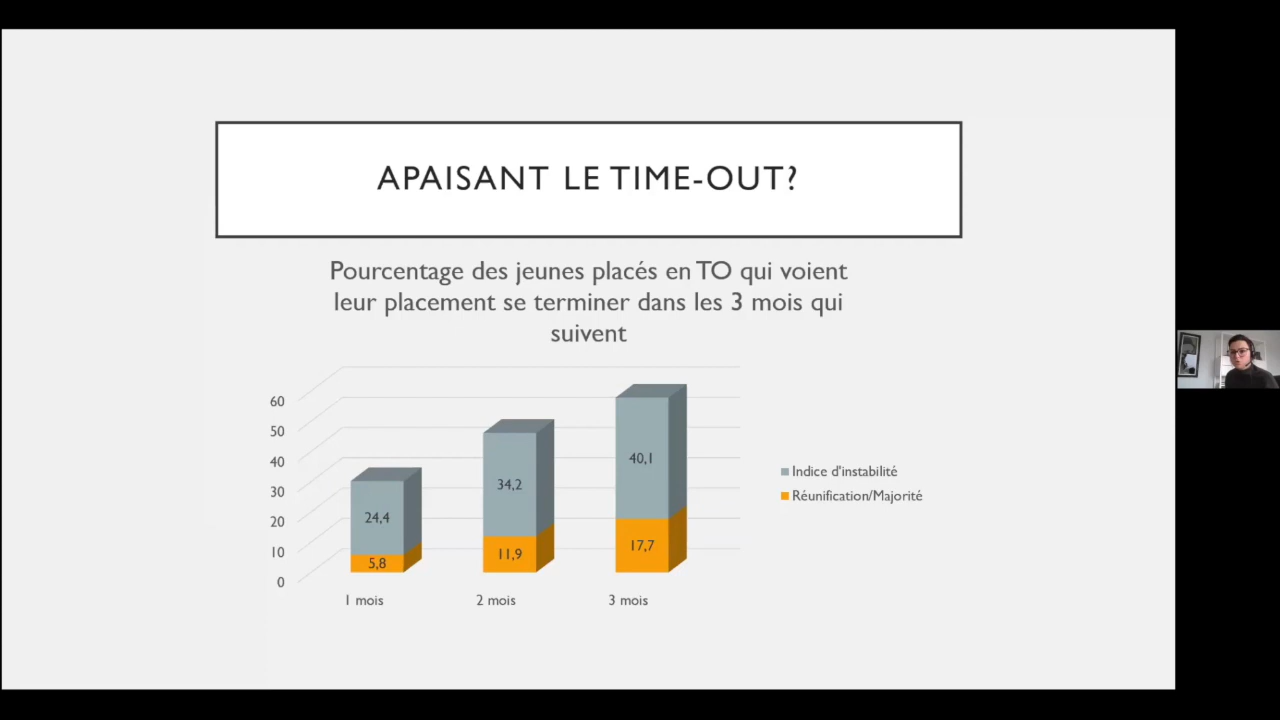 APAISANT LE TIME-OUT?
Pourcentage des jeunes placés en TO qui voient
leur placement se terminer dans les 3 mois qui
suivent
60
50
40
30
20
10
0
24,4
5,8
34,2
11,9
40,1
17,7
1 mois
2 mois
3 mois
Indice d'instabilité
Réunification/Majorité